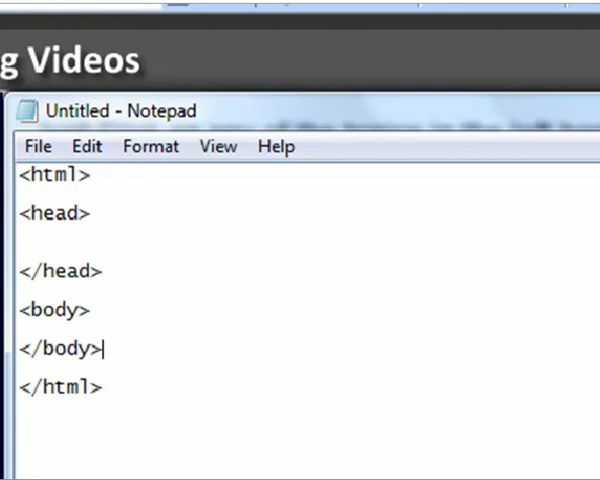 g Videos
Untitled - Notepad
File Edit Format View Help
<html>
<head>
</head>
<body>
</body>
</html>